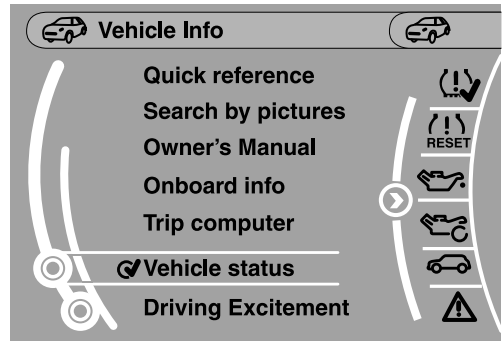 Vehicle Info
Quick reference
Search by pictures
Owner's Manual
Onboard info
Trip computer
Vehicle status
Driving Excitement
RESET